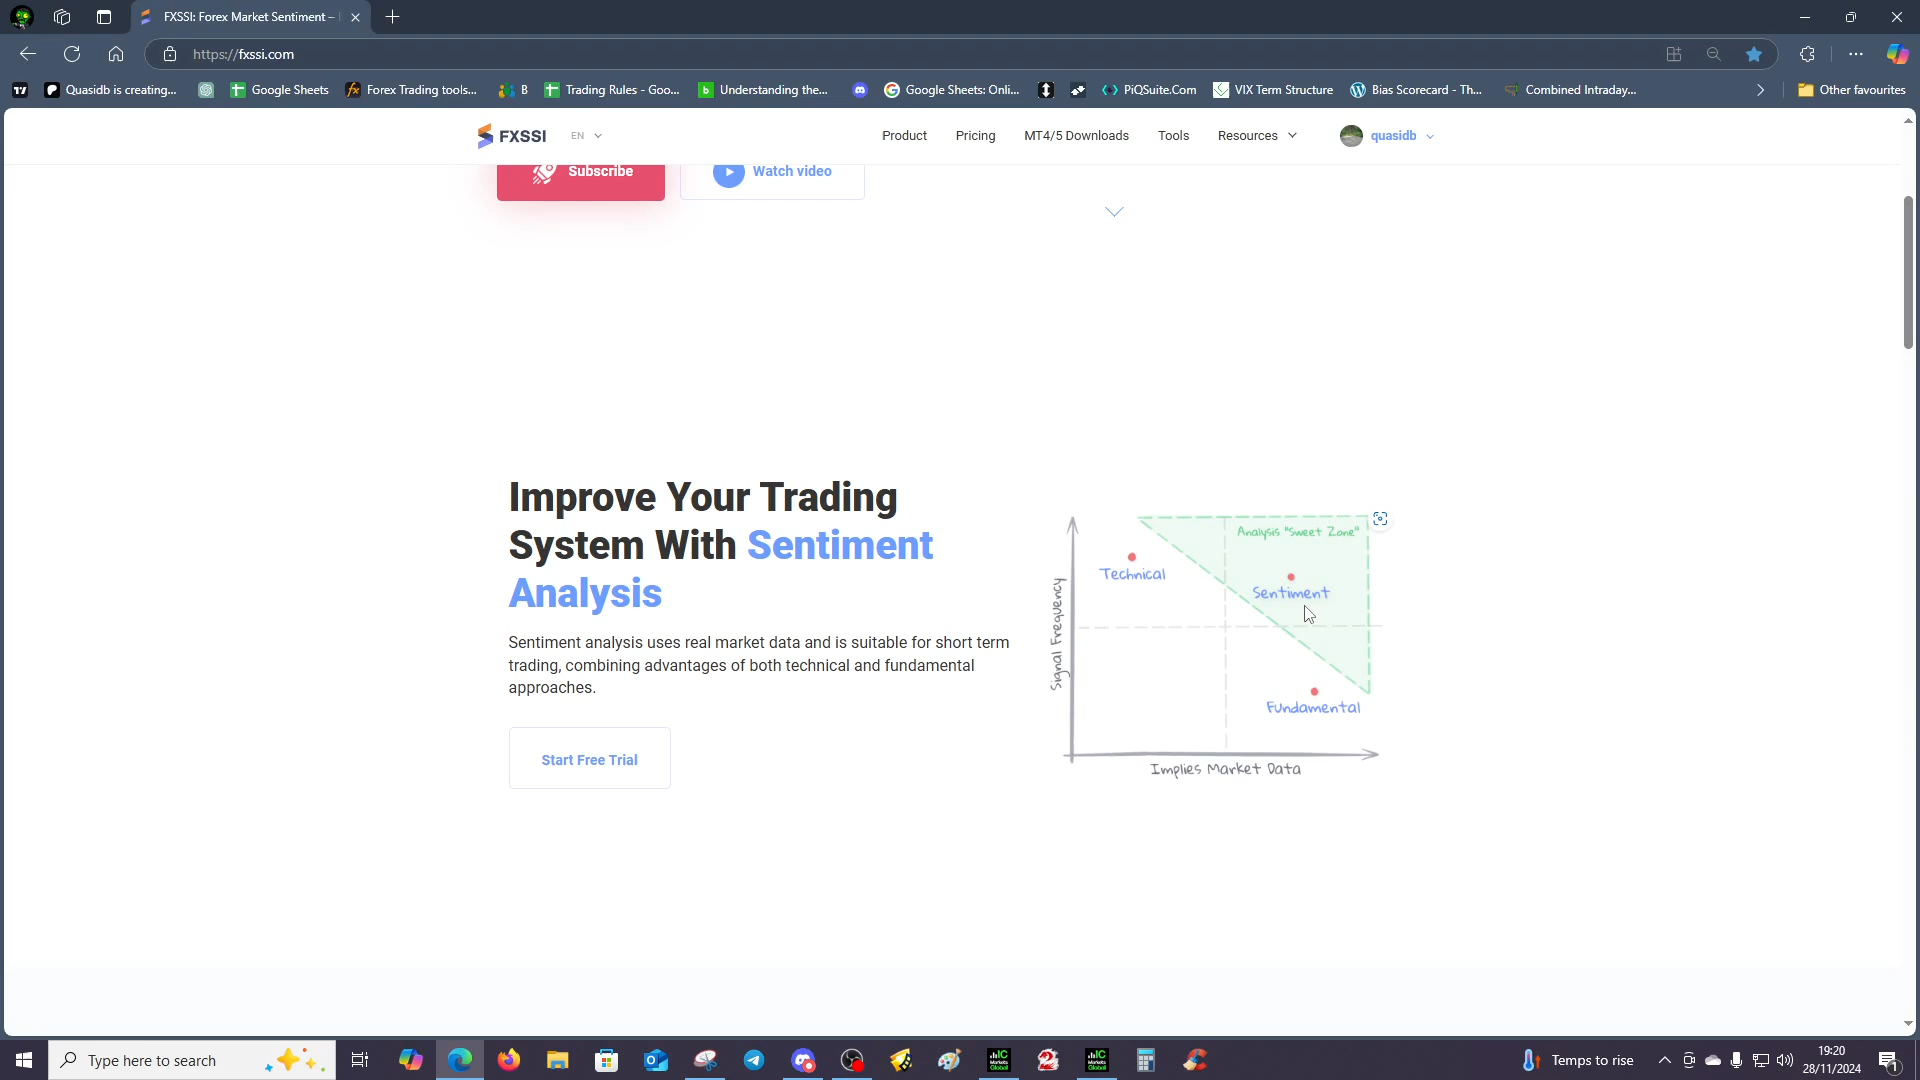 FXSSI: Forex Market Sentiment –
https://fxssi.com
Quasidb is creating...
Google Sheets
Forex Trading tools...
B
Trading Rules - Goo...
Understanding the...
Google Sheets: Onli...
PiQSuite.Com
VIX Term Structure
Bias Scorecard - Th...
Combined Intraday...
Other favourites
FXSSI
EN
Product
Pricing
MT4/5 Downloads
Tools
Resources
quasidb
Subscribe
Watch video
Improve Your Trading
System With Sentiment
Analysis
Sentiment analysis uses real market data and is suitable for short term
trading, combining advantages of both technical and fundamental
approaches.
Start Free Trial
Analysis "Sweet Zone"
Technical
Sentiment
Signal Frequency
Fundamental
Implies Market Data
Type here to search
Temps to rise
19:20
28/11/2024
1